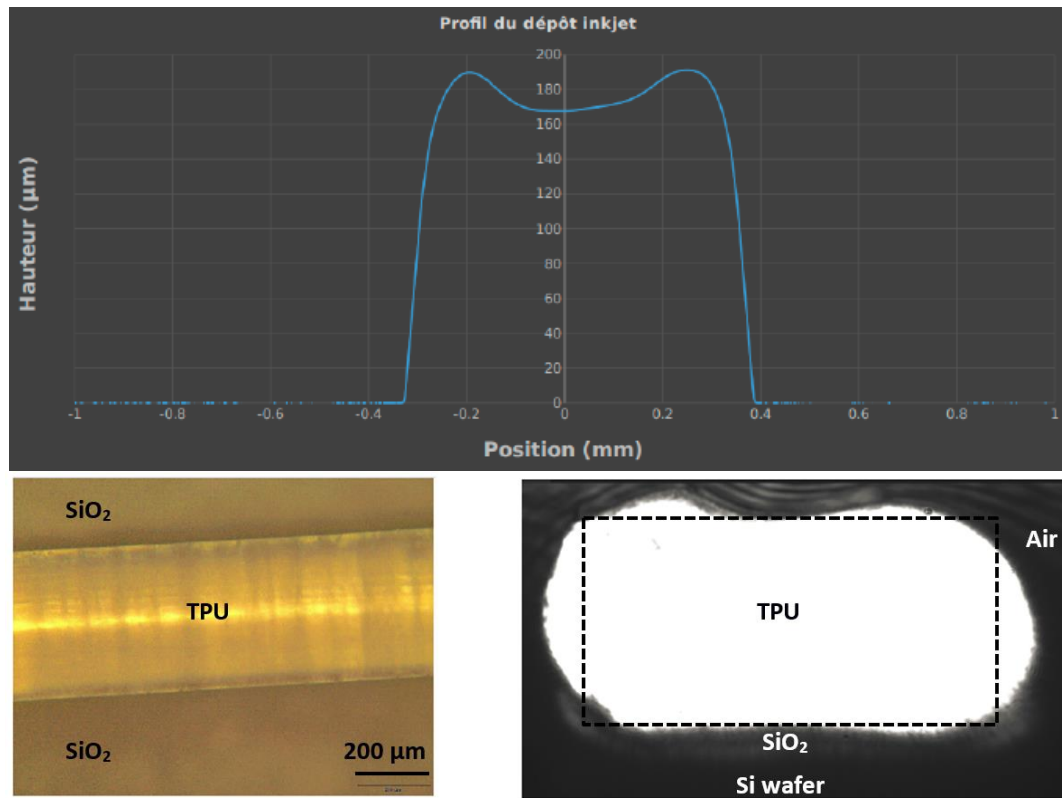 Profil du dépôt inkjet
Hauteur (µm)
200
180
160
140
120
100
80
60
40
20
0
-1 -0.8 -0.6 -0.4 -0.2 0 0.2 0.4 0.6 0.8 1
Position (mm)
SiO₂
TPU
SiO₂
200 µm
Air
TPU
SiO₂
Si wafer